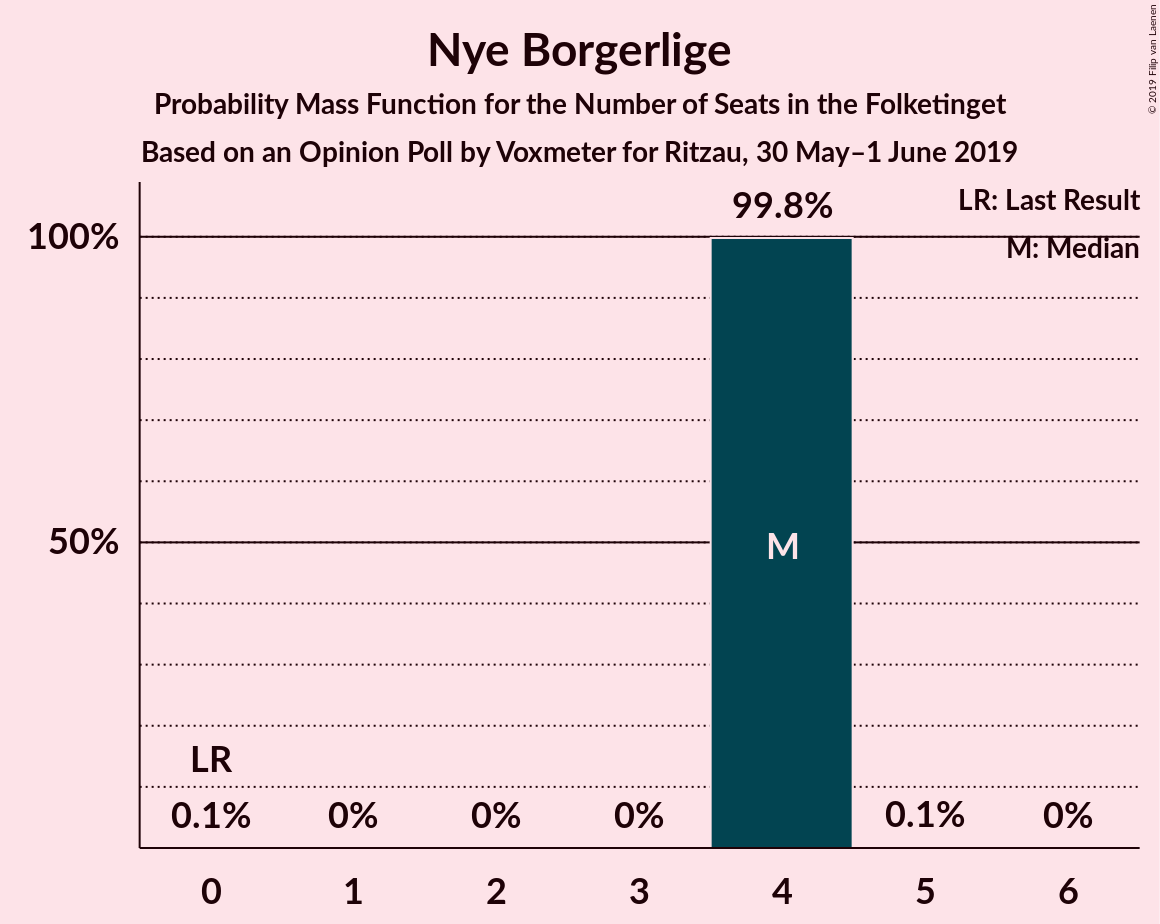 Nye Borgerlige
Probability Mass Function for the Number of Seats in the Folketinget
Based on an Opinion Poll by Voxmeter for Ritzau, 30 May–1 June 2019
© 2019 Filip van Laenen
LR: Last Result
M: Median
99.8%
100%
50%
M
LR
0.1% 0% 0% 0% 0.1% 0%
0 1 2 3 4 5 6